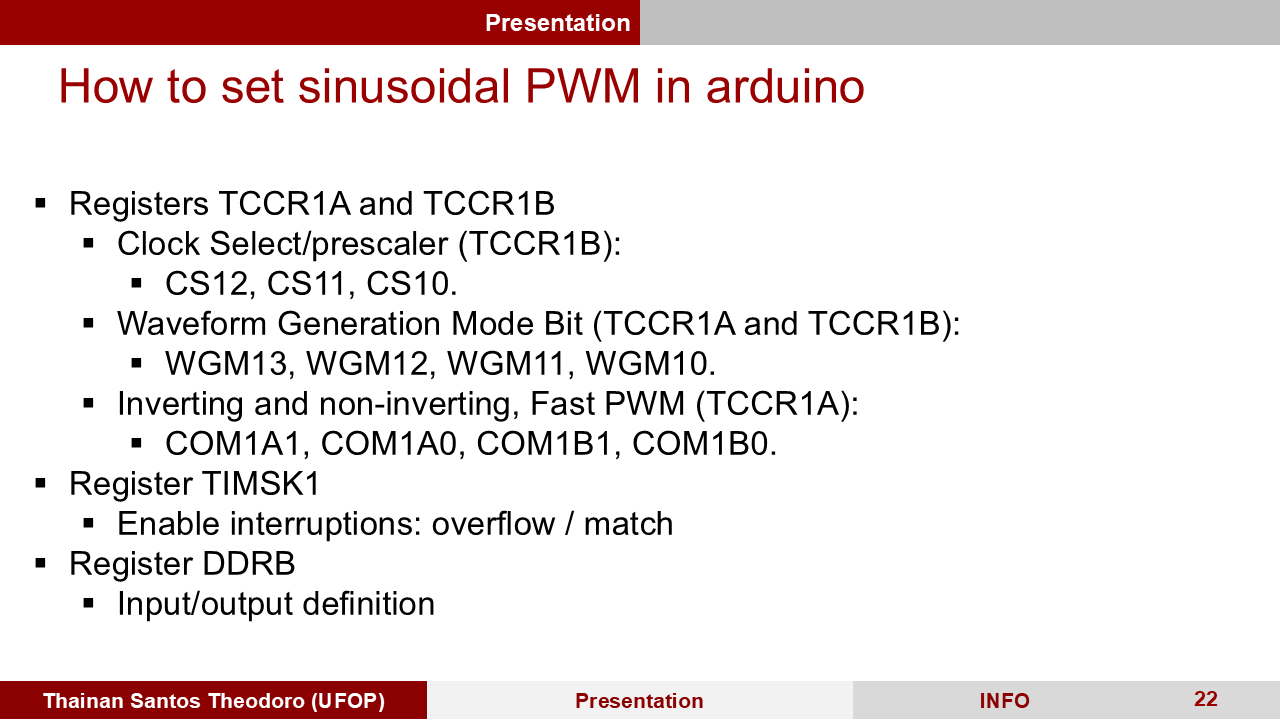 Presentation
How to set sinusoidal PWM in arduino
▪ Registers TCCR1A and TCCR1B
▪ Clock Select/prescaler (TCCR1B):
▪ CS12, CS11, CS10.
▪ Waveform Generation Mode Bit (TCCR1A and TCCR1B):
▪ WGM13, WGM12, WGM11, WGM10.
▪ Inverting and non-inverting, Fast PWM (TCCR1A):
▪ COM1A1, COM1A0, COM1B1, COM1B0.
▪ Register TIMSK1
▪ Enable interruptions: overflow / match
▪ Register DDRB
▪ Input/output definition
Thainan Santos Theodoro (UFOP) Presentation INFO 22